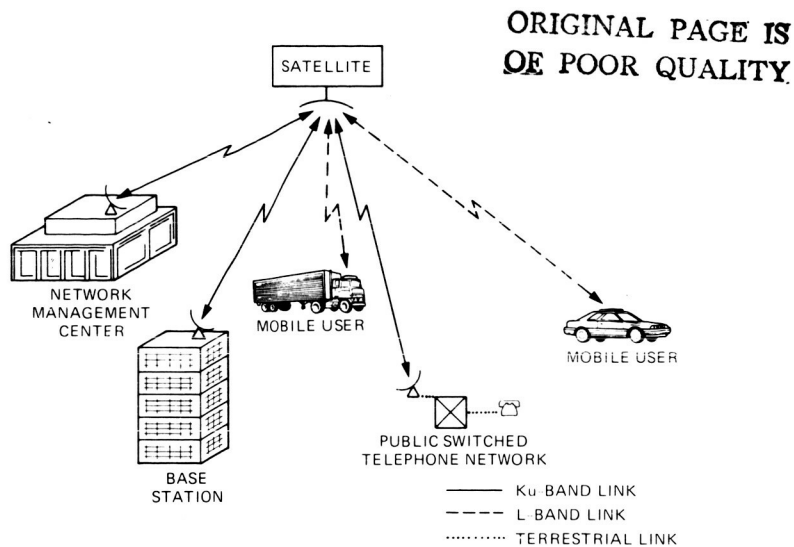 ORIGINAL PAGE IS
OF POOR QUALITY
SATELLITE
NETWORK
MANAGEMENT
CENTER
MOBILE USER
MOBILE USER
BASE
STATION
PUBLIC SWITCHED
TELEPHONE NETWORK
Ku-BAND LINK
L-BAND LINK
TERRESTRIAL LINK